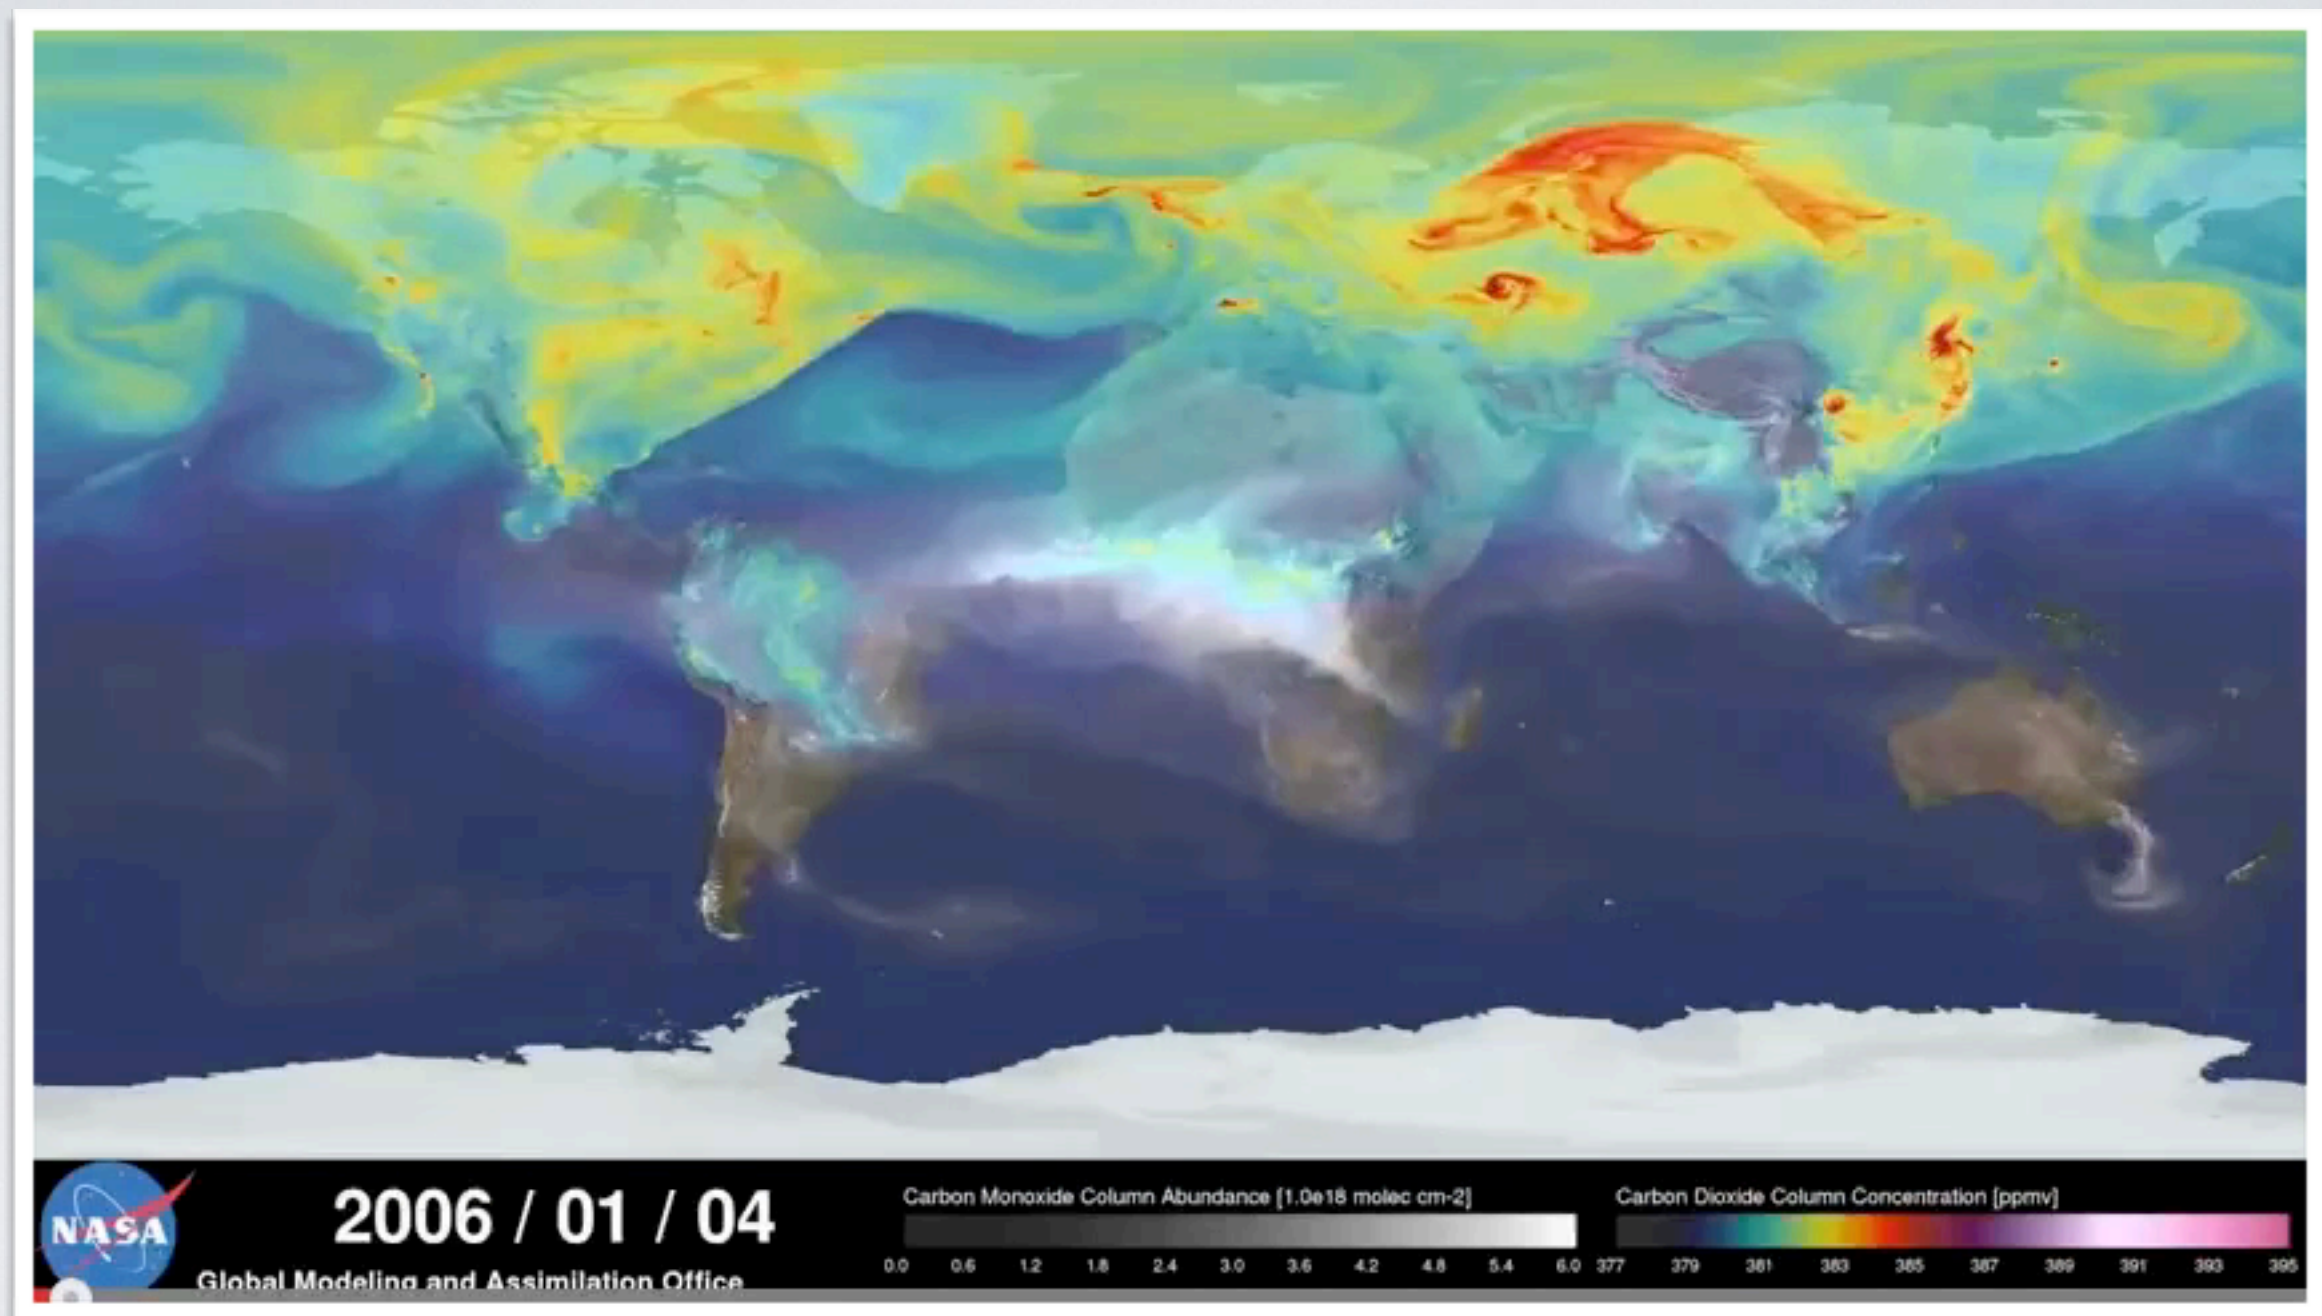 NASA
2006 / 01 / 04
Global Modeling and Assimilation Office
Carbon Monoxide Column Abundance [1.0e18 molec cm-2]
0.0 0.6 1.2 1.8 2.4 3.0 3.6 4.2 4.8 5.4 6.0
Carbon Dioxide Column Concentration [ppmv]
377 379 381 383 385 387 389 391 393 395